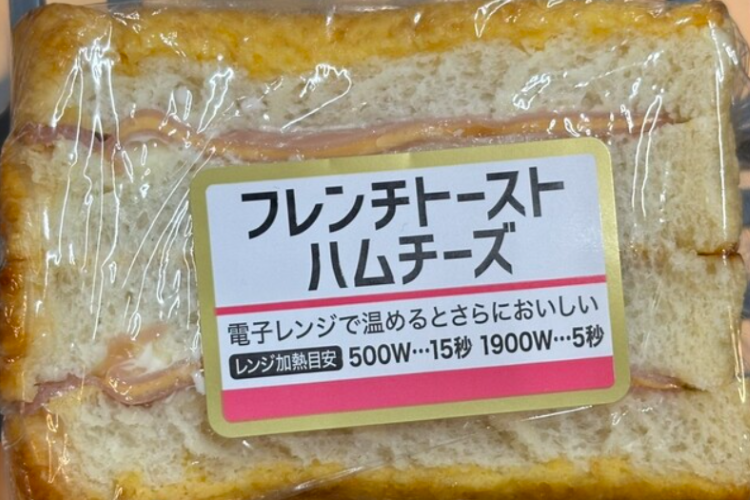 フレンチトースト
ハムチーズ
電子レンジで温めるとさらにおいしい
レンジ加熱目安 500W…15秒 1900W…5秒